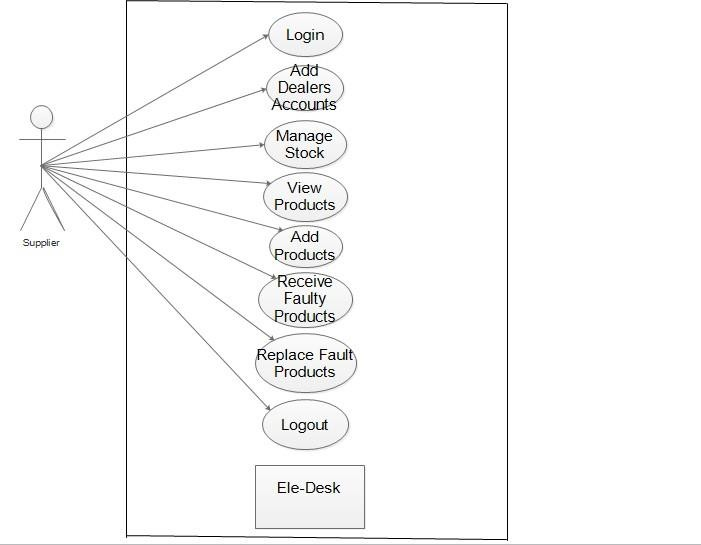 Login
Add
Dealers
Accounts
Manage
Stock
View
Products
Add
Products
Receive
Faulty
Products
Replace Fault
Products
Logout
Ele-Desk
Supplier